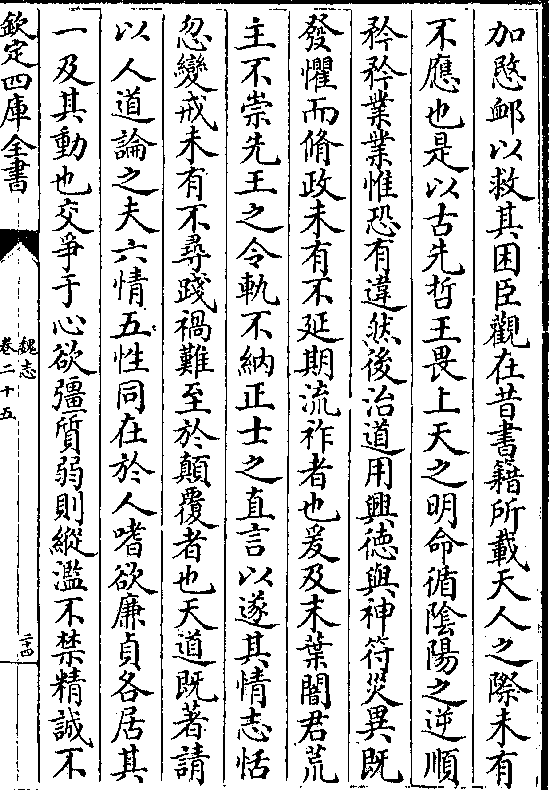 加愍䘏以救其困臣觀在昔書籍所載天人之際未有
不應也是以古先哲王畏上天之明命循陰陽之逆順
矜矜業業惟恐有違然後治道用興徳與神符災異既
發懼而脩政未有不延期流祚者也爰及末葉闇君荒
主不崇先王之令軌不納正士之直言以遂其情志恬
忽變戒未有不尋踐禍難至於顛覆者也天道既著請
以人道論之夫六情五性同在於人嗜欲廉貞各居其
一及其動也交爭于心欲彊質弱則縱濫不禁精誠不
欽定四庫全書
魏志
卷二十五
二十四